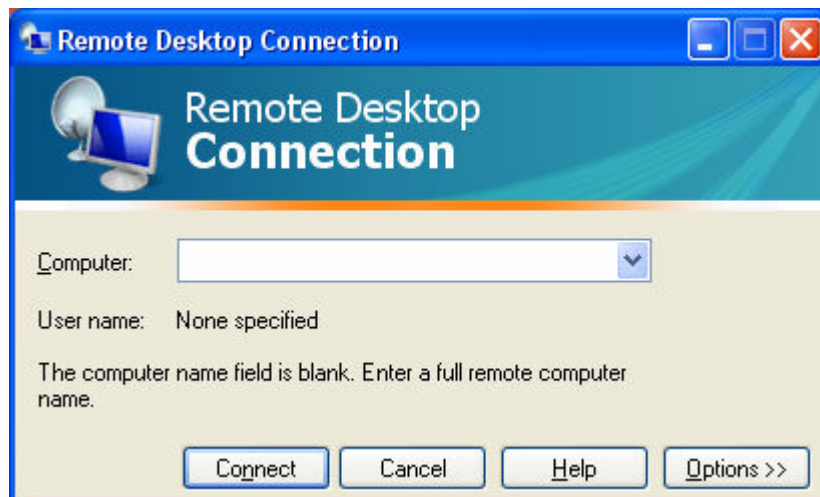 Remote Desktop Connection
Remote Desktop
Connection
Computer:
User name: None specified
The computer name field is blank. Enter a full remote computer
name.
Connect Cancel Help Options >>